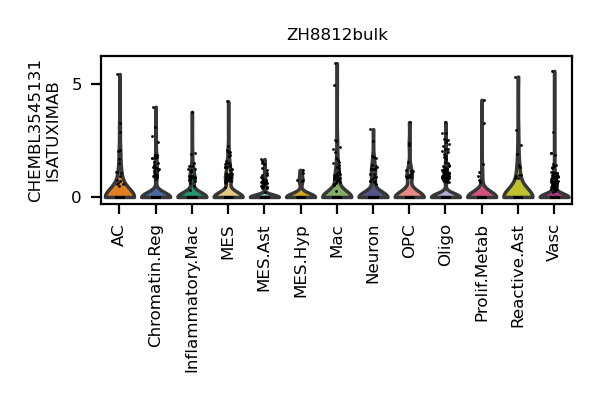 ZH8812bulk
CHEMBL3545131
ISATUXIMAB
5
0
AC
Chromatin.Reg
Inflammatory.Mac
MES
MES.Ast
MES.Hyp
Mac
Neuron
OPC
Oligo
Prolif.Metab
Reactive.Ast
Vasc